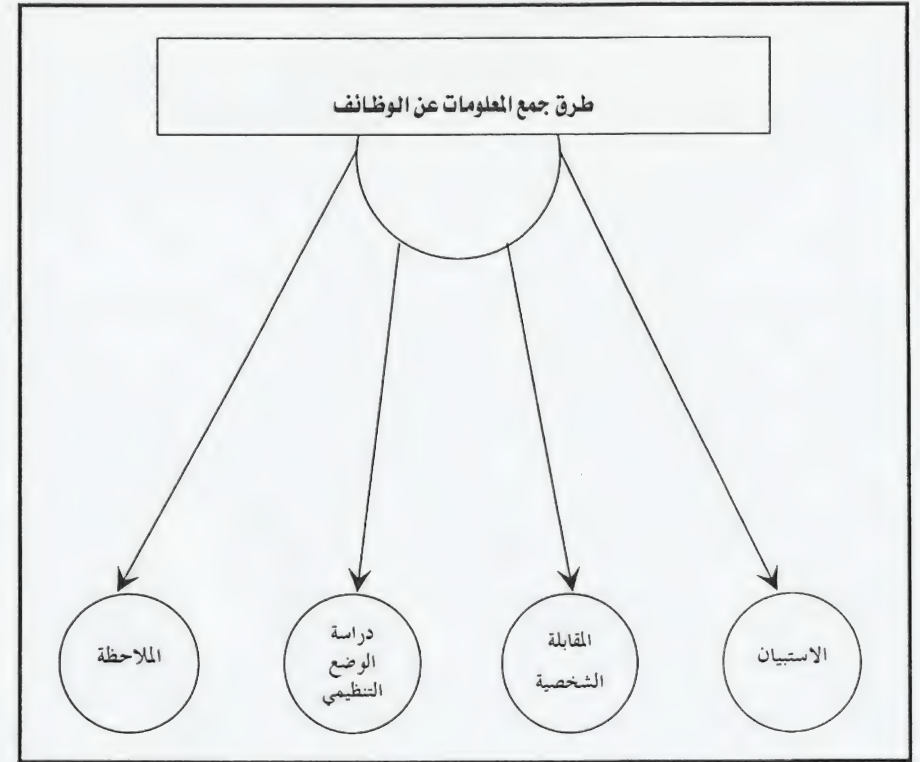 طرق جمع المعلومات عن الوظائف
الاستبيان
المقابلة
الشخصية
دراسة
الوضع
التنظيمي
الملاحظة